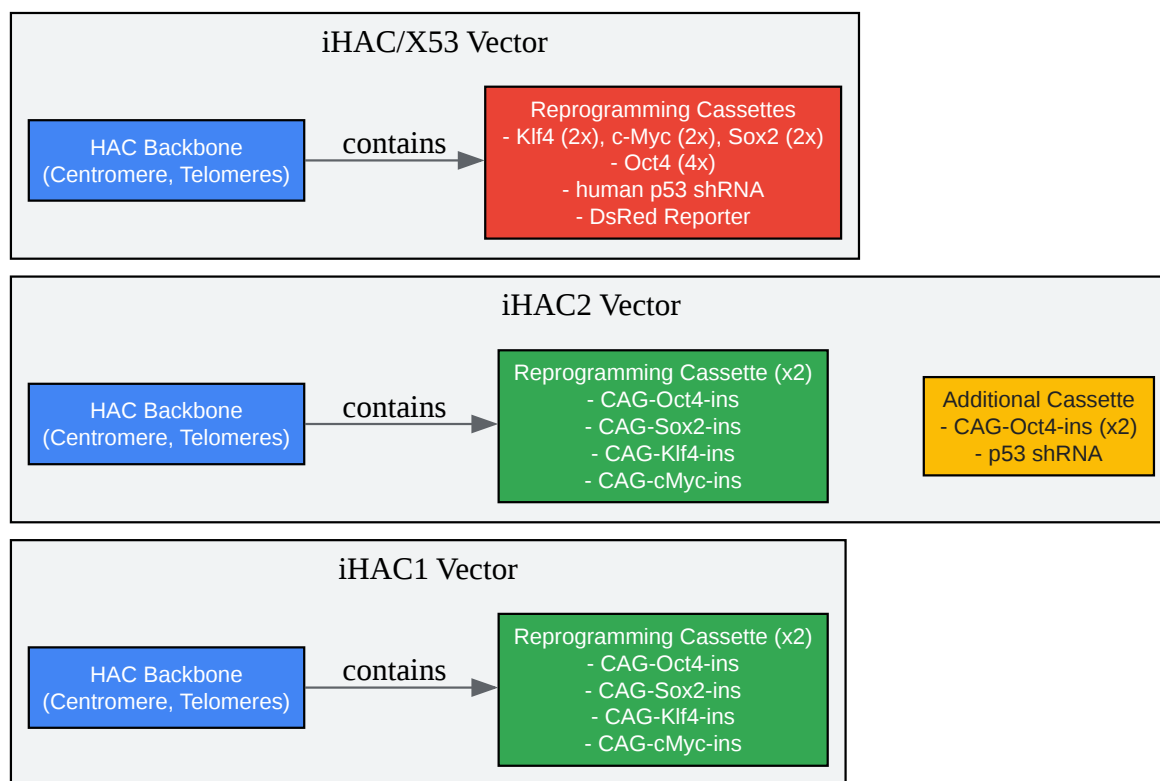 iHAC/X53 Vector
HAC Backbone
(Centromere, Telomeres)
contains
Reprogramming Cassettes
- Klf4 (2x), c-Myc (2x), Sox2 (2x)
- Oct4 (4x)
- human p53 shRNA
- DsRed Reporter
iHAC2 Vector
HAC Backbone
(Centromere, Telomeres)
contains
Reprogramming Cassette (x2)
- CAG-Oct4-ins
- CAG-Sox2-ins
- CAG-Klf4-ins
- CAG-cMyc-ins
Additional Cassette
- CAG-Oct4-ins (x2)
- p53 shRNA
iHAC1 Vector
HAC Backbone
(Centromere, Telomeres)
contains
Reprogramming Cassette (x2)
- CAG-Oct4-ins
- CAG-Sox2-ins
- CAG-Klf4-ins
- CAG-cMyc-ins